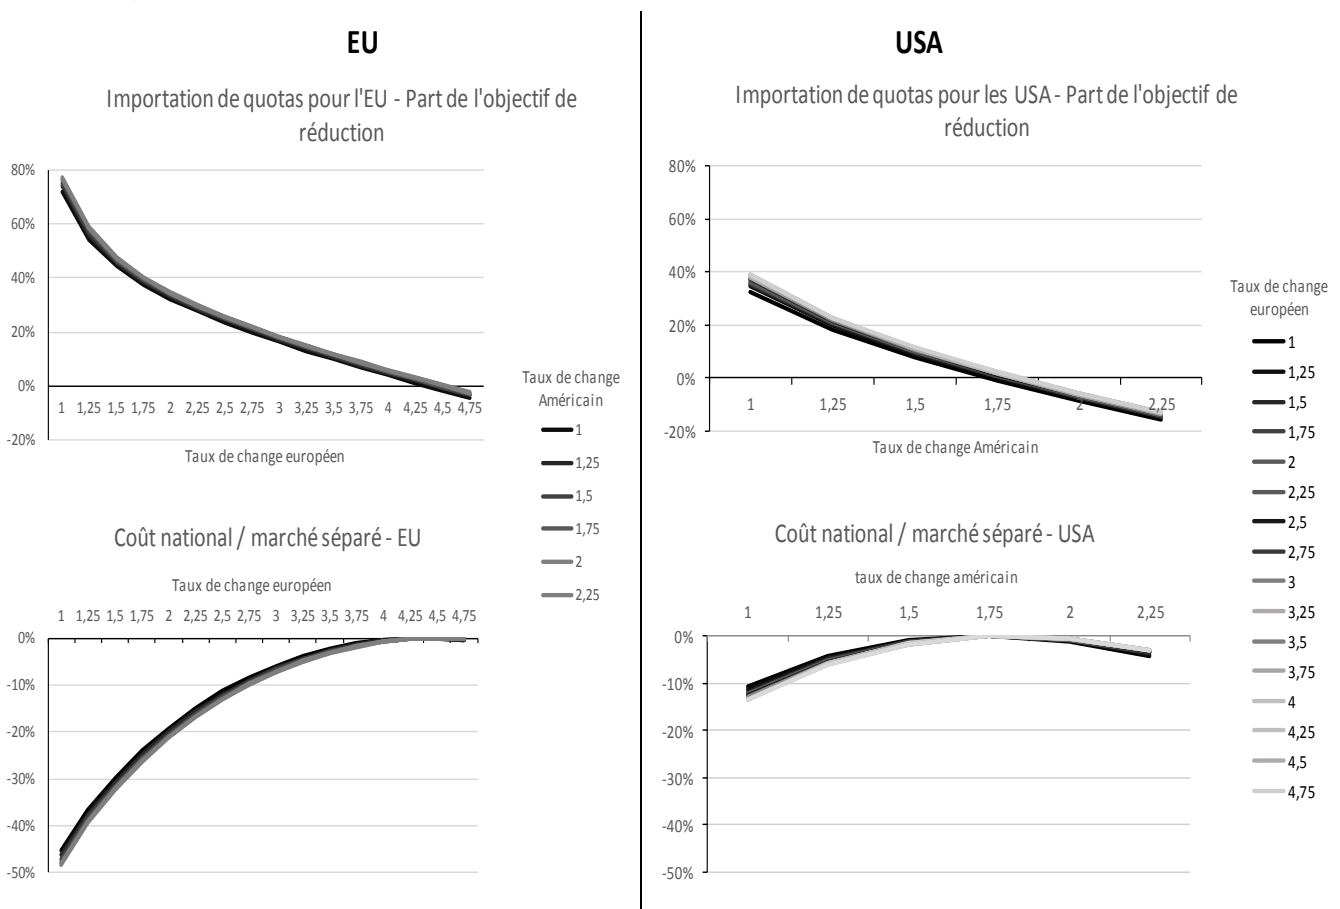 EU
Importation de quotas pour l'EU - Part de l'objectif de
réduction
80%
60%
40%
20%
0%
-20%
1 1,25 1,5 1,75 2 2,25 2,5 2,75 3 3,25 3,5 3,75 4 4,25 4,5 4,75
Taux de change européen
Taux de change
Américain
1
1,25
1,5
1,75
2
2,25
Coût national / marché séparé - EU
Taux de change européen
1 1,25 1,5 1,75 2 2,25 2,5 2,75 3 3,25 3,5 3,75 4 4,25 4,5 4,75
0%
-10%
-20%
-30%
-40%
-50%
USA
Importation de quotas pour les USA - Part de l'objectif de
réduction
80%
60%
40%
20%
0%
-20%
1 1,25 1,5 1,75 2 2,25
Taux de change Américain
Coût national / marché séparé - USA
taux de change américain
1 1,25 1,5 1,75 2 2,25
0%
-10%
-20%
-30%
-40%
-50%
Taux de change
européen
1
1,25
1,5
1,75
2
2,25
2,5
2,75
3
3,25
3,5
3,75
4
4,25
4,5
4,75